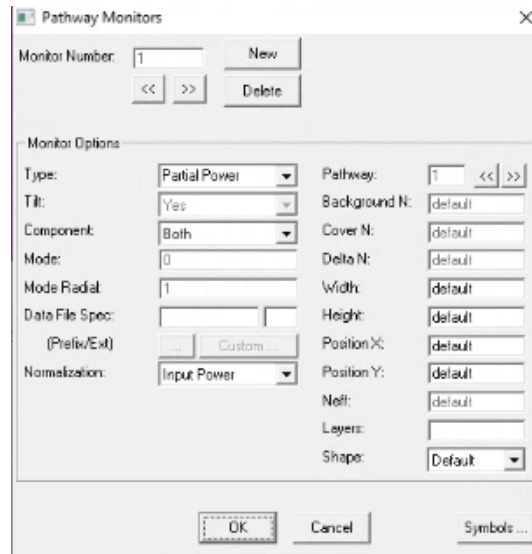 Pathway Monitors
Monitor Number: 1 New
<< >> Delete
Monitor Options
Type: Partial Power Pathway: 1 << >>
Tilt: Yes Background N: default
Component: Both Cover N: default
Mode: 0 Delta N: default
Mode Radial: 1 Width: default
Data File Spec: Height: default
(Prefix/Ext) ... Custom ... Position X: default
Normalization: Input Power Position Y: default
Neff: default
Layers:
Shape: Default
OK Cancel Symbols ...